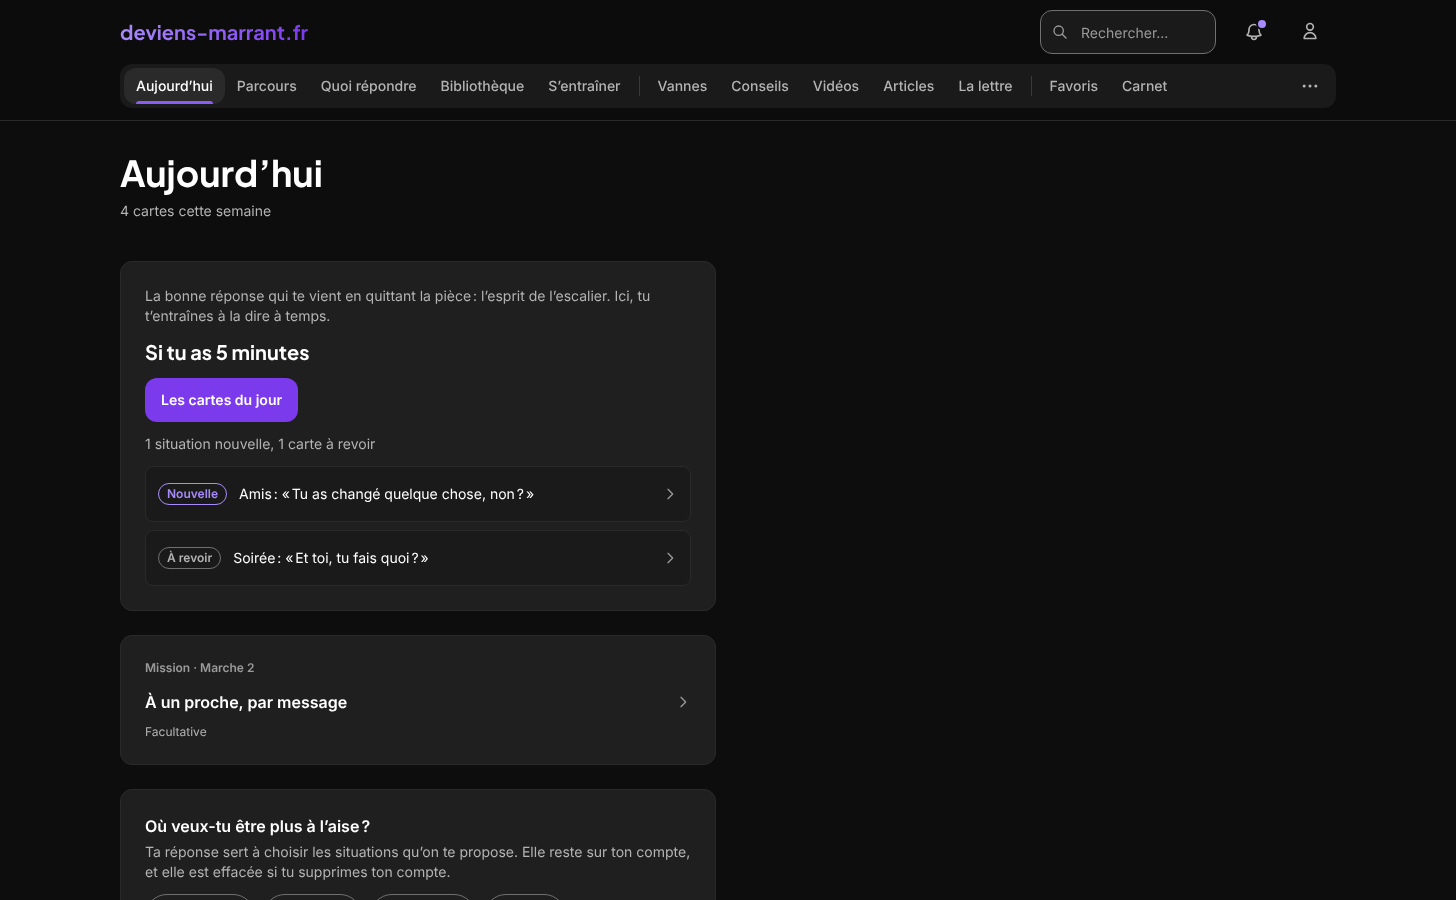 deviens-marrant.fr
Rechercher...
Aujourd’hui
Parcours
Quoi répondre
Bibliothèque
S’entraîner
Vannes
Conseils
Vidéos
Articles
La lettre
Favoris
Carnet
Aujourd’hui
4 cartes cette semaine
La bonne réponse qui te vient en quittant la pièce : l’esprit de l’escalier. Ici, tu
t’entraînes à la dire à temps.
Si tu as 5 minutes
Les cartes du jour
1 situation nouvelle, 1 carte à revoir
Nouvelle Amis : « Tu as changé quelque chose, non ? »
À revoir Soirée : « Et toi, tu fais quoi ? »
Mission · Marche 2
À un proche, par message
Facultative
Où veux-tu être plus à l’aise ?
Ta réponse sert à choisir les situations qu’on te propose. Elle reste sur ton compte,
et elle est effacée si tu supprimes ton compte.